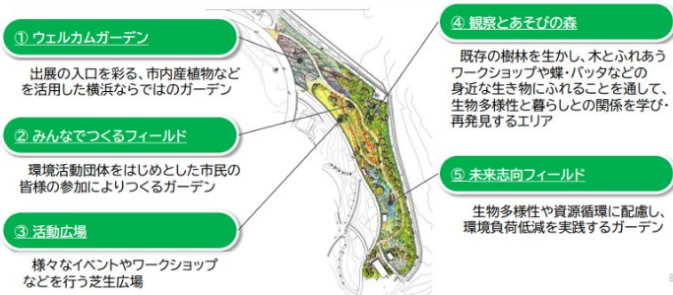 ① ウェルカムガーデン
出展の入口を彩る、市内産植物など
を活用した横浜ならではのガーデン
② みんなでつくるフィールド
環境活動団体をはじめとした市民の
皆様の参加によりつくるガーデン
③ 活動広場
様々なイベントやワークショップ
などを行う芝生広場
④ 観察とあそびの森
既存の樹林を生かし、木とふれあう
ワークショップや蝶・バッタなどの
身近な生き物にふれることを通して、
生物多様性と暮らしとの関係を学び・
再発見するエリア
⑤ 未来志向フィールド
生物多様性や資源循環に配慮し、
環境負荷低減を実践するガーデン
8